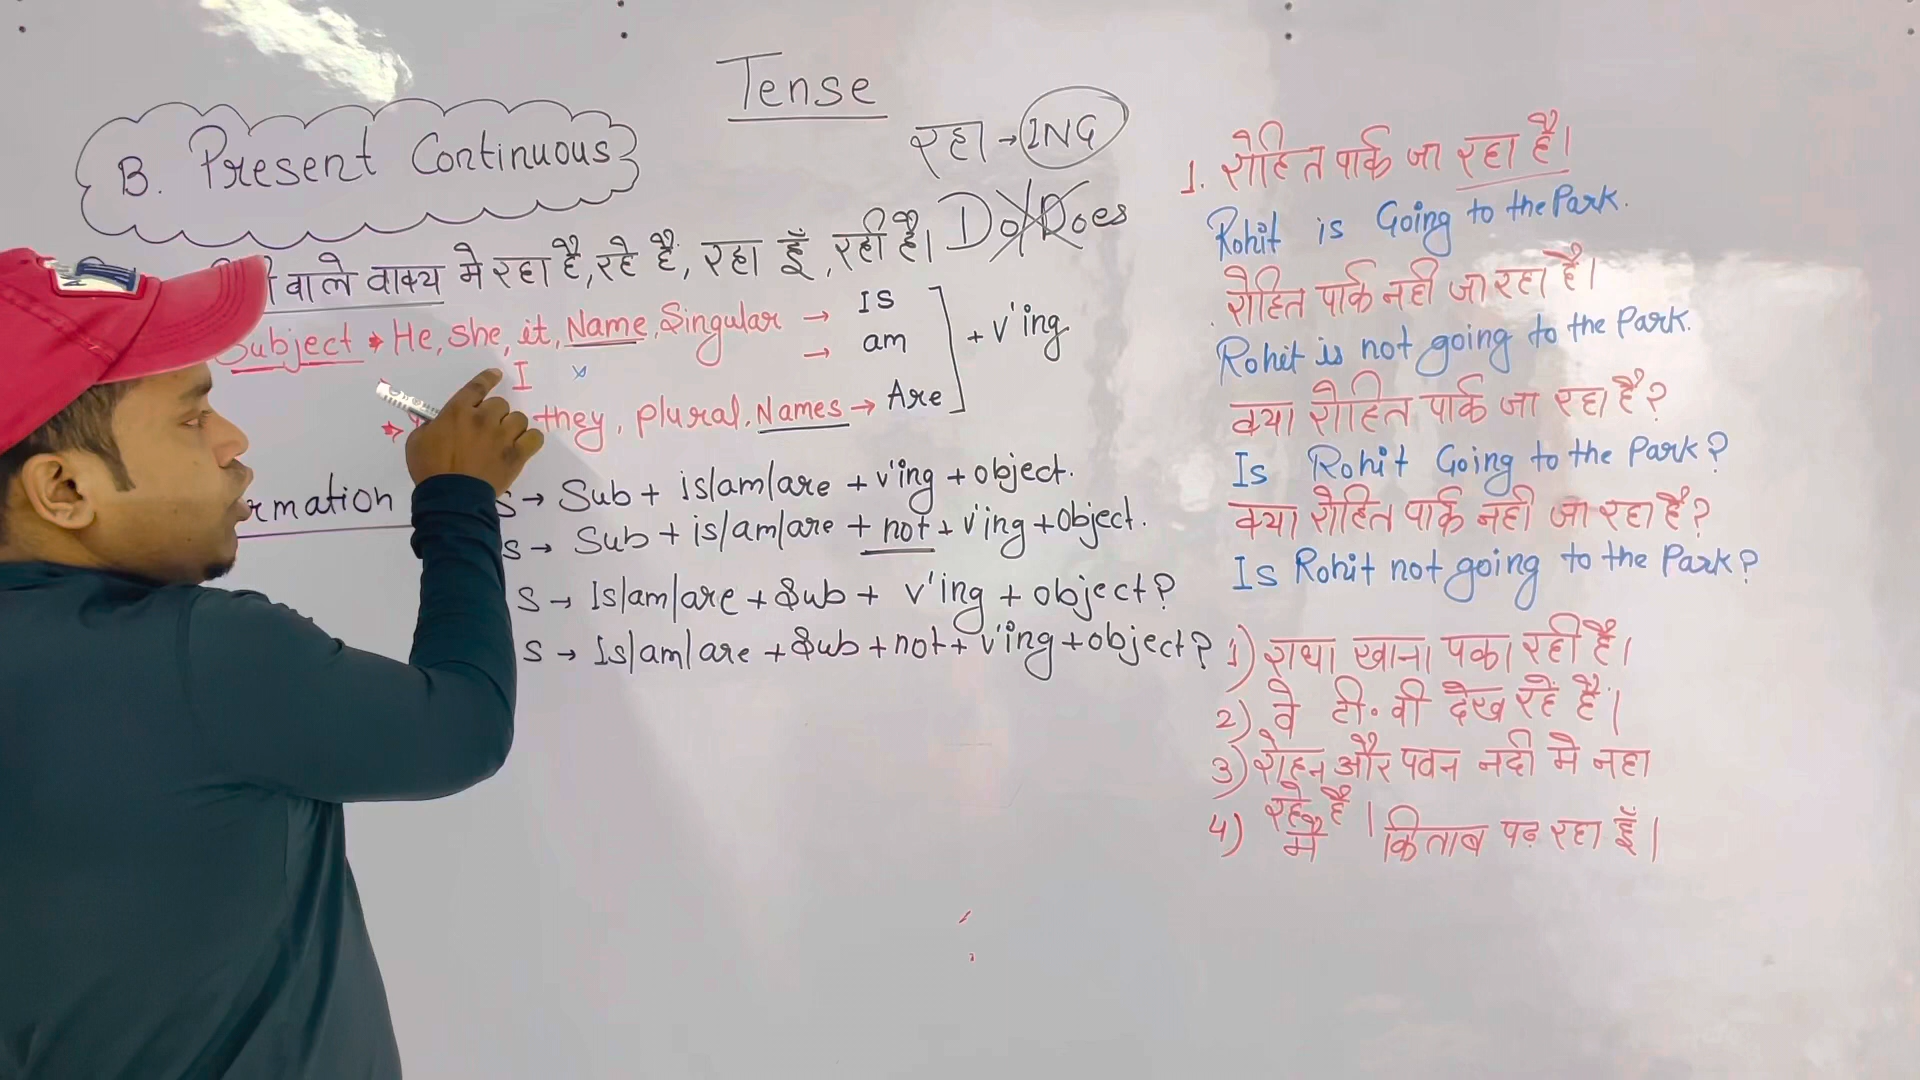 Tense
B. Present Continuous
रहा → ING
वाले वाक्य मे रहा है, रहे हैं, रहा हूँ, रही है। Do/Does
Subject → He, she, it, Name, Singular → IS
I → am + v'ing
they, plural, Names → Are
rmation
S → Sub + is/am/are + v'ing + object.
S → Sub + is/am/are + not + v'ing + Object.
S → Is/am/are + Sub + v'ing + object?
S → Is/am/are + Sub + not + v'ing + object?
1. रोहित पार्क जा रहा है।
Rohit is Going to the Park.
रोहित पार्क नही जा रहा है।
Rohit is not going to the Park.
क्या रोहित पार्क जा रहा है?
Is Rohit Going to the Park?
क्या रोहित पार्क नही जा रहा है?
Is Rohit not going to the Park?
1) राधा खाना पका रही है।
2) वे टी. वी देख रहें हैं।
3) रोहन और पवन नदी मे नहा
रहे है।
4) मैं किताब पढ़ रहा हूँ।